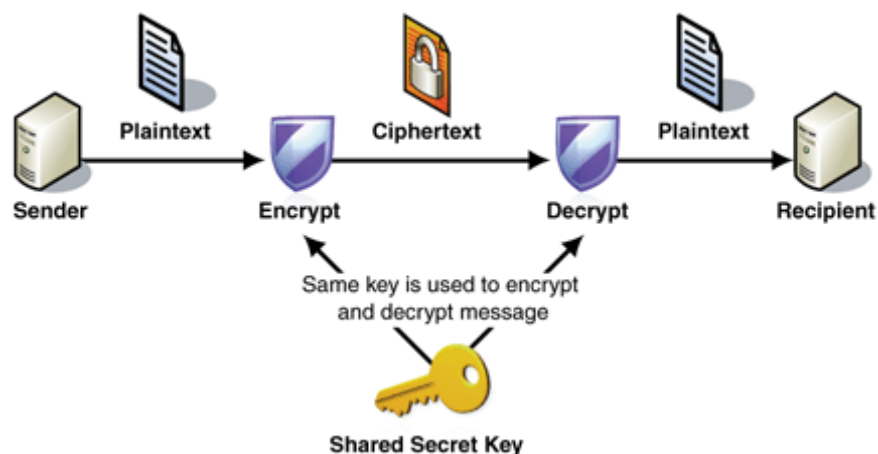 Plaintext
Ciphertext
Plaintext
Sender
Encrypt
Decrypt
Recipient
Same key is used to encrypt
and decrypt message
Shared Secret Key